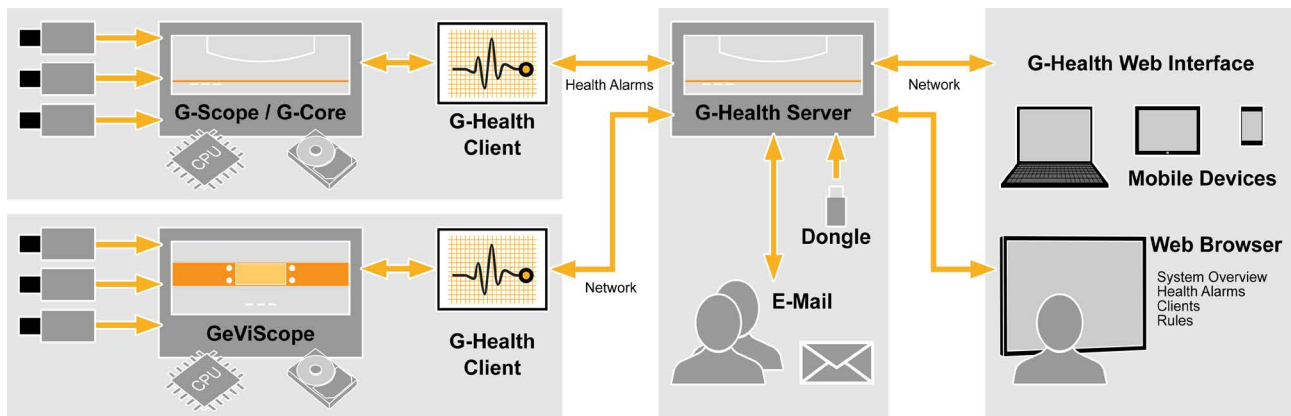 G-Scope / G-Core
CPU
G-Health
Client
Health Alarms
GeViScope
CPU
G-Health
Client
Network
G-Health Server
Dongle
E-Mail
Network
G-Health Web Interface
Mobile Devices
Web Browser
System Overview
Health Alarms
Clients
Rules